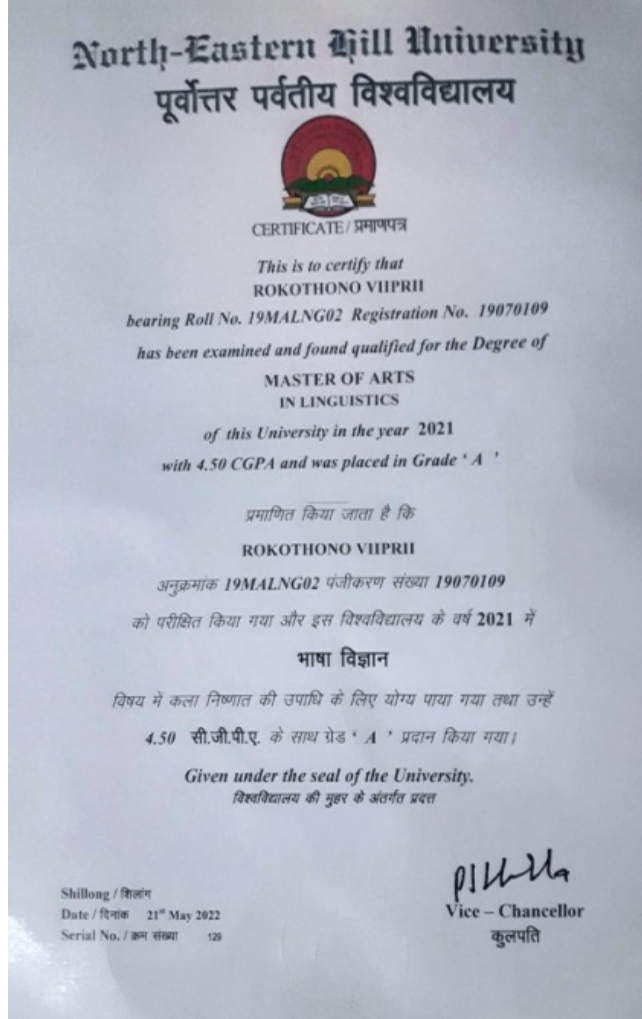 North-Eastern Hill University
पूर्वोत्तर पर्वतीय विश्वविद्यालय
CERTIFICATE / प्रमाणपत्र
This is to certify that
ROKOTHONO VIIPRII
bearing Roll No. 19MALNG02 Registration No. 19070109
has been examined and found qualified for the Degree of
MASTER OF ARTS
IN LINGUISTICS
of this University in the year 2021
with 4.50 CGPA and was placed in Grade ‘ A ’
प्रमाणित किया जाता है कि
ROKOTHONO VIIPRII
अनुक्रमांक 19MALNG02 पंजीकरण संख्या 19070109
को परीक्षित किया गया और इस विश्वविद्यालय के वर्ष 2021 में
भाषा विज्ञान
विषय में कला निष्णात की उपाधि के लिए योग्य पाया गया तथा उन्हें
4.50 सी.जी.पी.ए. के साथ ग्रेड ‘ A ’ प्रदान किया गया।
Given under the seal of the University.
विश्वविद्यालय की मुहर के अंतर्गत प्रदत्त
Shillong / शिलांग
Date / दिनांक 21st May 2022
Serial No. / क्रम संख्या 129
Vice – Chancellor
कुलपति